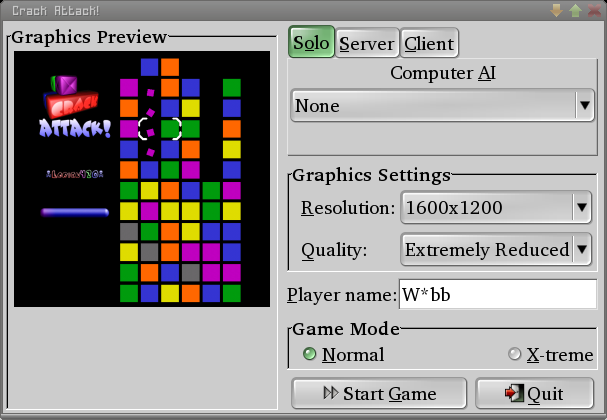 Crack Attack!
Graphics Preview
CRACK
ATTACK!
Solo Server Client
Computer AI
None
Graphics Settings
Resolution: 1600x1200
Quality: Extremely Reduced
Player name: W*bb
Game Mode
Normal X-treme
Start Game Quit